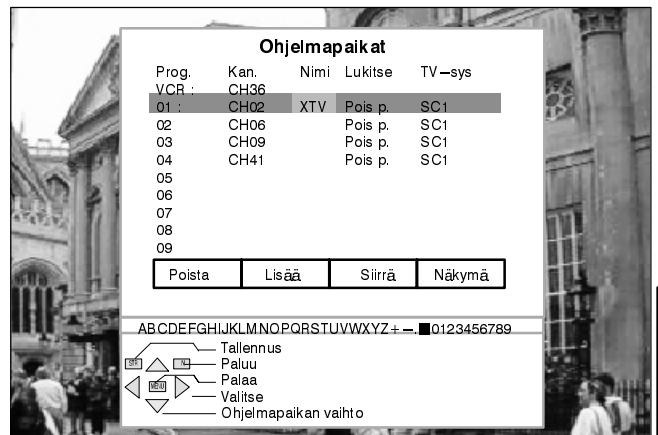 Ohjelmapaikat
Prog. Kan. Nimi Lukitse TV–sys
VCR : CH36
01 : CH02 XTV Pois p. SC1
02 CH06 Pois p. SC1
03 CH09 Pois p. SC1
04 CH41 Pois p. SC1
05
06
07
08
09
Poista Lisää Siirrä Näkymä
ABCDEFGHIJKLMNOPQRSTUVWXYZ+–.■0123456789
Tallennus
STR N Paluu
Palaa
MENU Valitse
Ohjelmapaikan vaihto